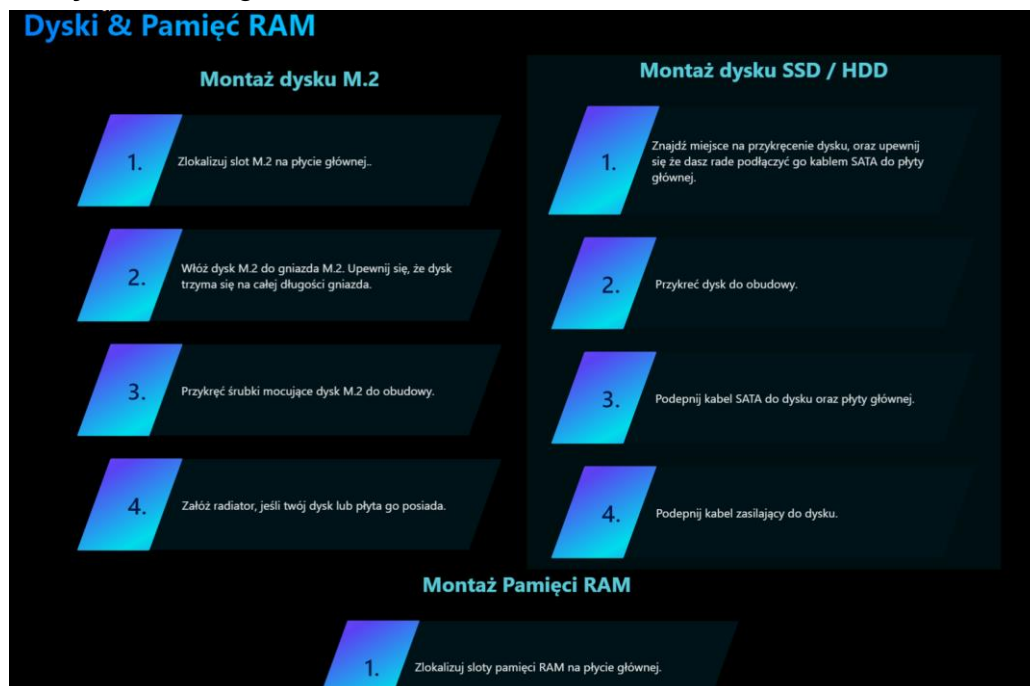 Dyski & Pamięć RAM
Montaż dysku M.2
1.
Zlokalizuj slot M.2 na płycie głównej..
2.
Włóż dysk M.2 do gniazda M.2. Upewnij się, że dysk
trzyma się na całej długości gniazda.
3.
Przykręć śrubki mocujące dysk M.2 do obudowy.
4.
Załóż radiator, jeśli twój dysk lub płyta go posiada.
Montaż dysku SSD / HDD
1.
Znajdź miejsce na przykręcenie dysku, oraz upewnij
się że dasz rade podłączyć go kablem SATA do płyty
głównej.
2.
Przykreć dysk do obudowy.
3.
Podepnij kabel SATA do dysku oraz płyty głównej.
4.
Podepnij kabel zasilający do dysku.
Montaż Pamięci RAM
1.
Zlokalizuj sloty pamięci RAM na płycie głównej.